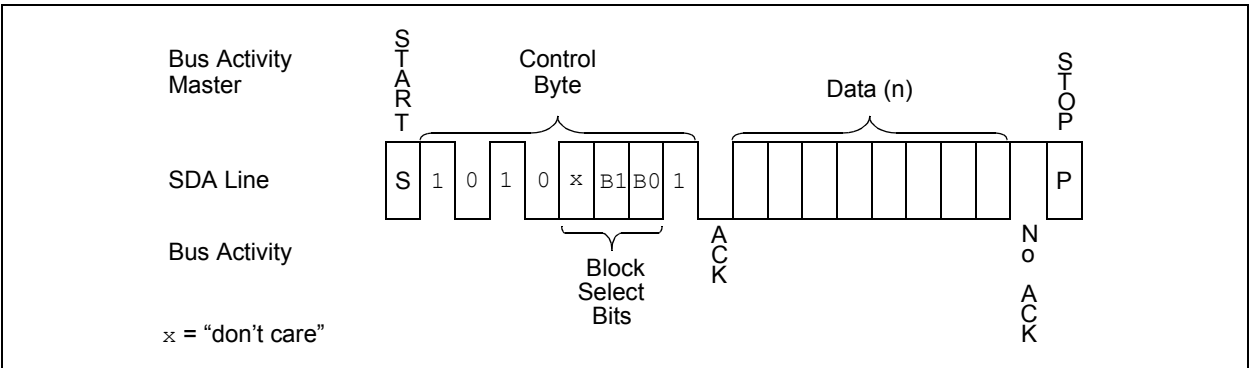 Bus Activity
Master
START
Control
Byte
Data (n)
STOP
SDA Line
S 1 0 1 0 x B1 B0 1 P
Bus Activity
Block
Select
Bits
ACK
No ACK
x = “don’t care”